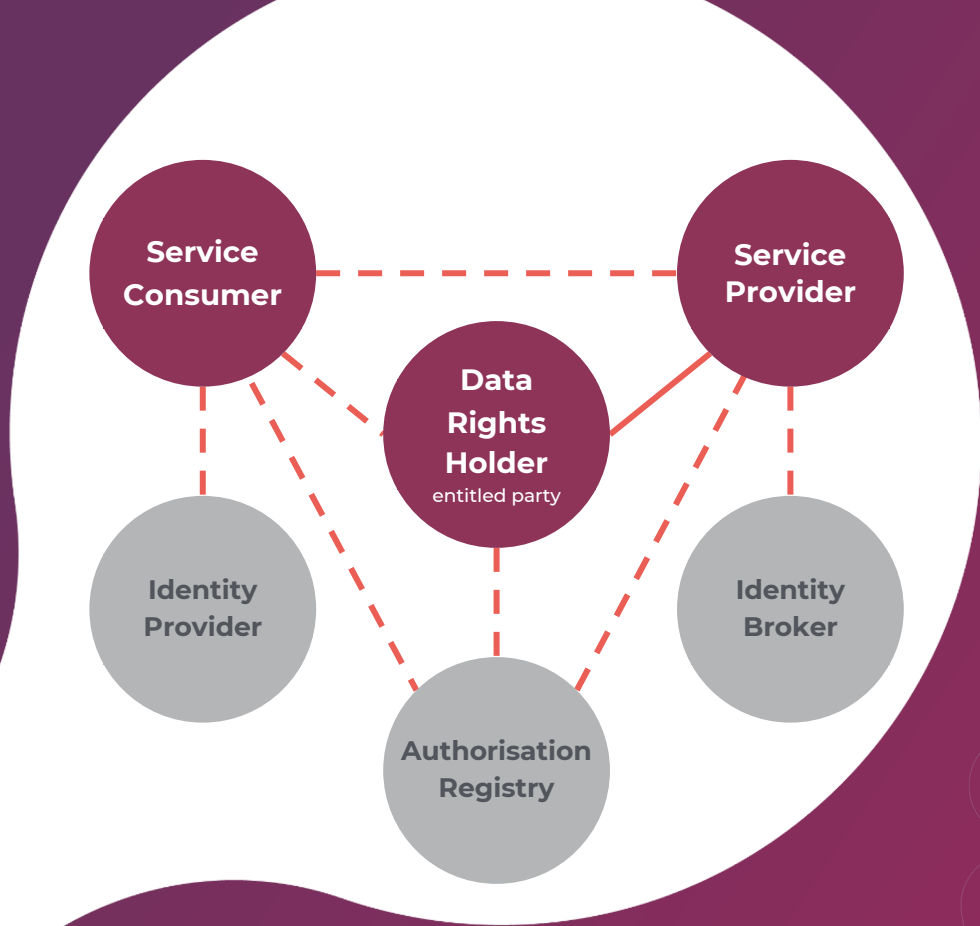 Service
Consumer
Service
Provider
Data
Rights
Holder
entitled party
Identity
Provider
Identity
Broker
Authorisation
Registry